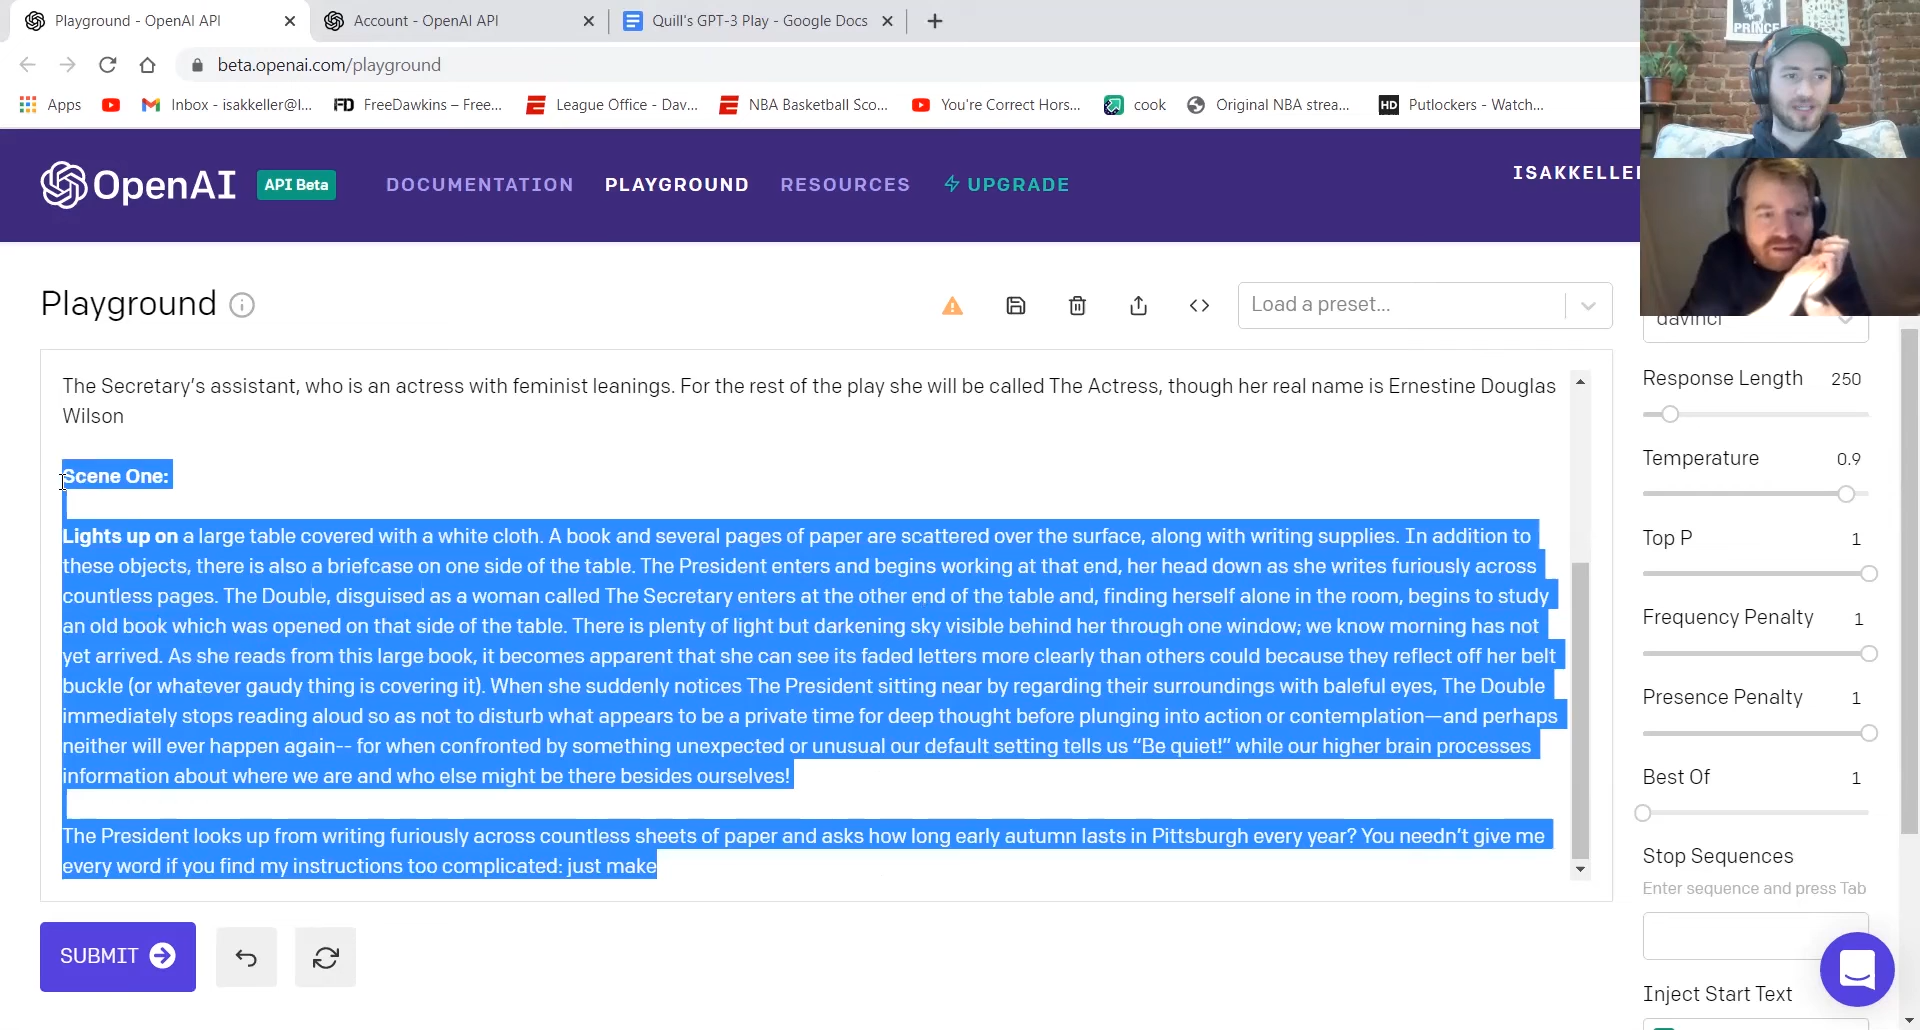 Playground - OpenAI API
Account - OpenAI API
Quill's GPT-3 Play - Google Docs
beta.openai.com/playground
Apps
Inbox - isakkeller@l...
FreeDawkins – Free...
League Office - Dav...
NBA Basketball Sco...
You're Correct Hors...
cook
Original NBA strea...
Putlockers - Watch...
PRINCE
OpenAI
API Beta
DOCUMENTATION
PLAYGROUND
RESOURCES
UPGRADE
ISAKKELLE
Playground
Load a preset...
davinci
The Secretary's assistant, who is an actress with feminist leanings. For the rest of the play she will be called The Actress, though her real name is Ernestine Douglas
Wilson
Scene One:
Lights up on a large table covered with a white cloth. A book and several pages of paper are scattered over the surface, along with writing supplies. In addition to
these objects, there is also a briefcase on one side of the table. The President enters and begins working at that end, her head down as she writes furiously across
countless pages. The Double, disguised as a woman called The Secretary enters at the other end of the table and, finding herself alone in the room, begins to study
an old book which was opened on that side of the table. There is plenty of light but darkening sky visible behind her through one window; we know morning has not
yet arrived. As she reads from this large book, it becomes apparent that she can see its faded letters more clearly than others could because they reflect off her belt
buckle (or whatever gaudy thing is covering it). When she suddenly notices The President sitting near by regarding their surroundings with baleful eyes, The Double
immediately stops reading aloud so as not to disturb what appears to be a private time for deep thought before plunging into action or contemplation—and perhaps
neither will ever happen again-- for when confronted by something unexpected or unusual our default setting tells us “Be quiet!” while our higher brain processes
information about where we are and who else might be there besides ourselves!
The President looks up from writing furiously across countless sheets of paper and asks how long early autumn lasts in Pittsburgh every year? You needn't give me
every word if you find my instructions too complicated: just make
SUBMIT
Response Length 250
Temperature 0.9
Top P 1
Frequency Penalty 1
Presence Penalty 1
Best Of 1
Stop Sequences
Enter sequence and press Tab
Inject Start Text